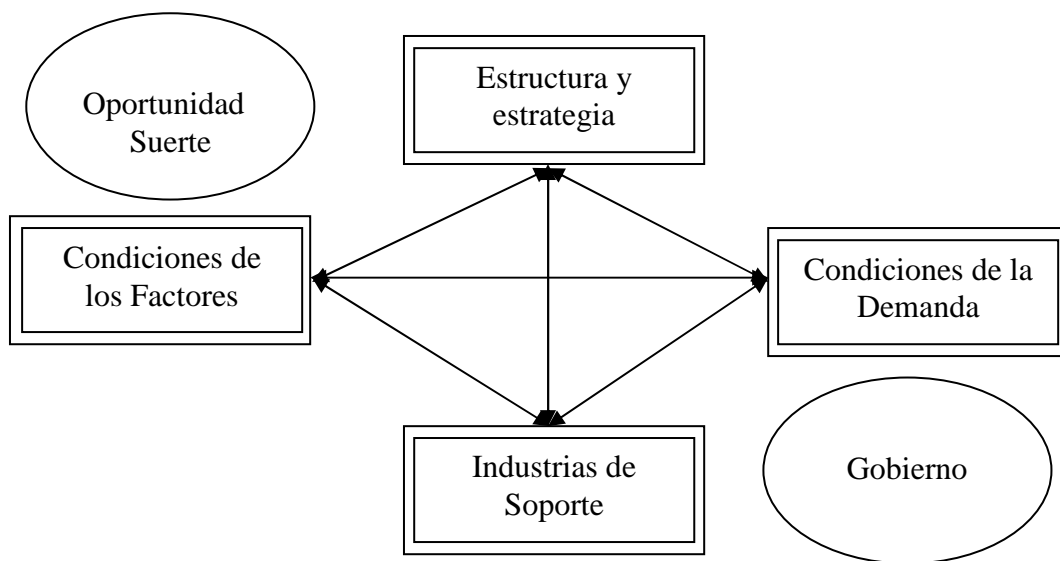 Oportunidad
Suerte
Estructura y
estrategia
Condiciones de
los Factores
Condiciones de la
Demanda
Industrias de
Soporte
Gobierno